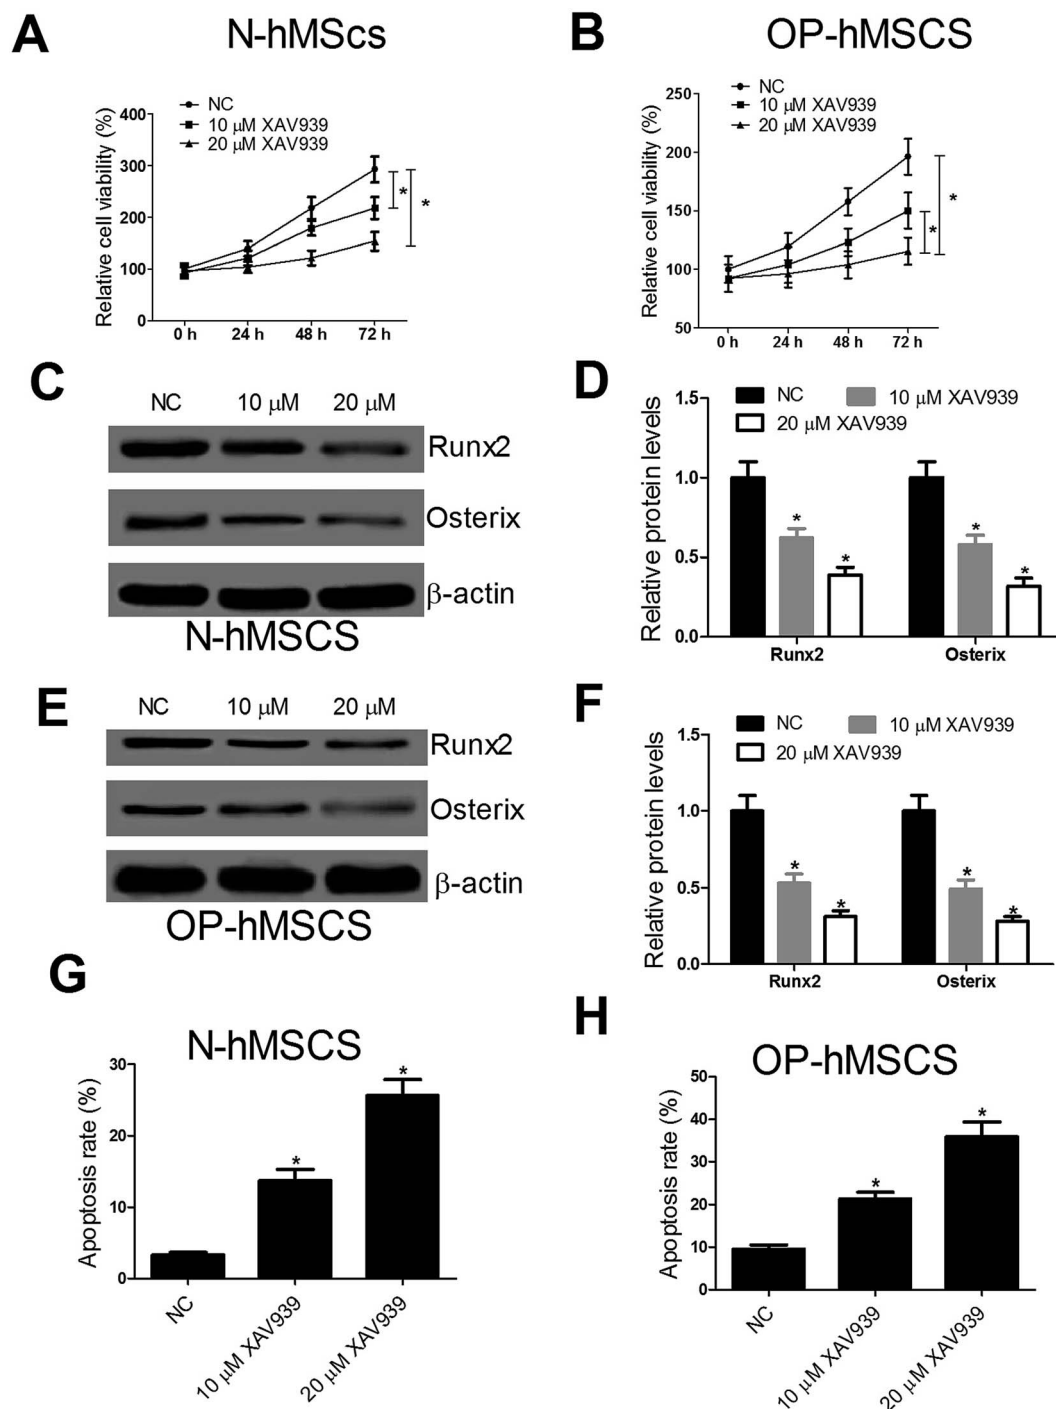 A
N-hMScs
NC
10 μM XAV939
20 μM XAV939
Relative cell viability (%)
400
300
200
100
0
0 h
24 h
48 h
72 h
*
*
B
OP-hMSCS
NC
10 μM XAV939
20 μM XAV939
Relative cell viability (%)
250
200
150
100
50
0 h
24 h
48 h
72 h
*
*
C
NC 10 μM 20 μM
Runx2
Osterix
β-actin
N-hMSCS
D
NC
10 μM XAV939
20 μM XAV939
Relative protein levels
1.5
1.0
0.5
0.0
* * * *
Runx2 Osterix
E
NC 10 μM 20 μM
Runx2
Osterix
β-actin
OP-hMSCS
F
NC
10 μM XAV939
20 μM XAV939
Relative protein levels
1.5
1.0
0.5
0.0
* * * *
Runx2 Osterix
G
N-hMSCS
Apoptosis rate (%)
30
20
10
0
* *
NC
10 μM XAV939
20 μM XAV939
H
OP-hMSCS
Apoptosis rate (%)
50
40
30
20
10
0
* *
NC
10 μM XAV939
20 μM XAV939